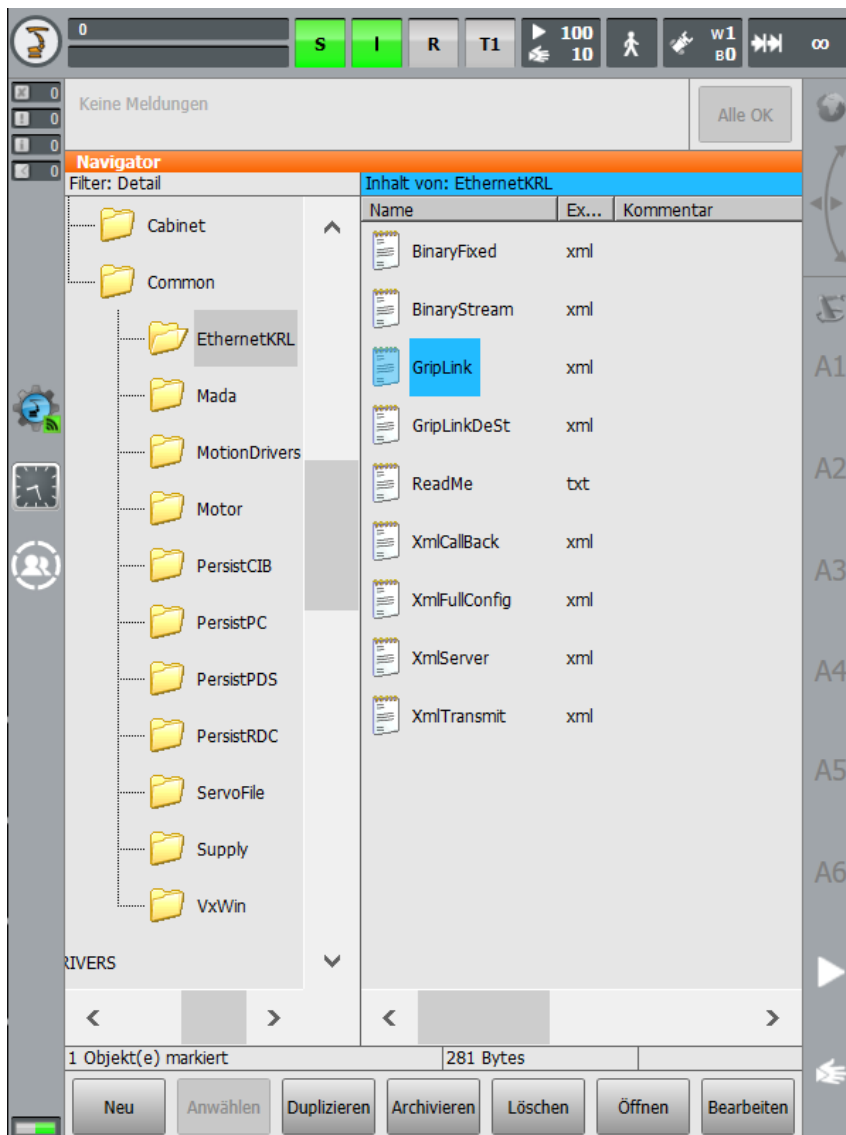 0
S
I
R
T1
100
10
W1
B0
∞
0
0
0
0
Keine Meldungen
Alle OK
Navigator
Filter: Detail
Inhalt von: EthernetKRL
Name Ex... Kommentar
Cabinet
Common
EthernetKRL
Mada
MotionDrivers
Motor
PersistCIB
PersistPC
PersistPDS
PersistRDC
ServoFile
Supply
VxWin
RIVERS
BinaryFixed xml
BinaryStream xml
GripLink xml
GripLinkDeSt xml
ReadMe txt
XmlCallBack xml
XmlFullConfig xml
XmlServer xml
XmlTransmit xml
A1
A2
A3
A4
A5
A6
1 Objekt(e) markiert
281 Bytes
Neu
Anwählen
Duplizieren
Archivieren
Löschen
Öffnen
Bearbeiten